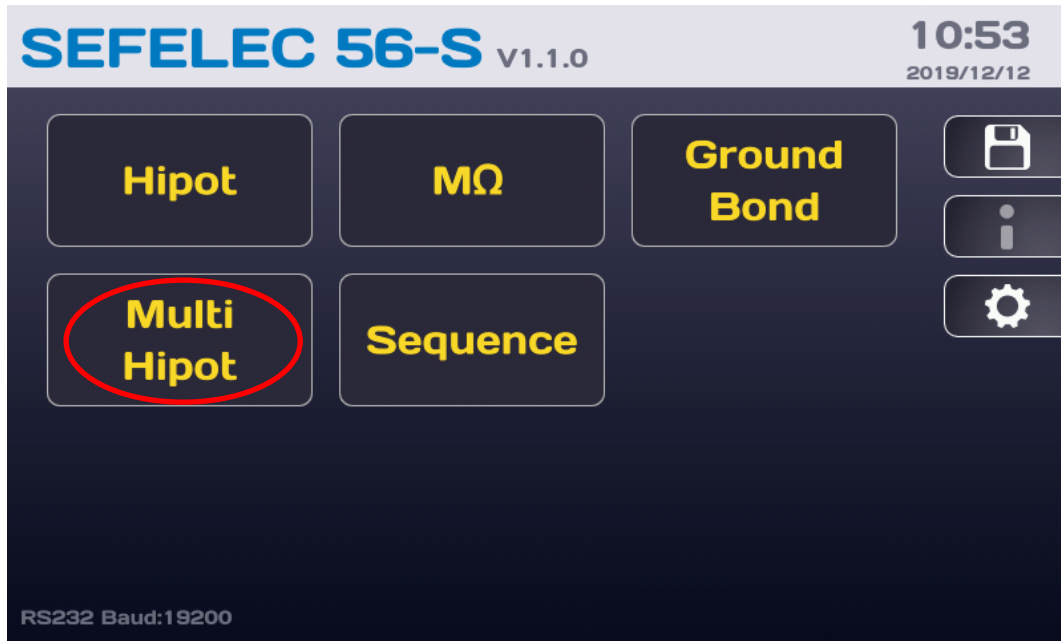 SEFELEC 56-S V1.1.0
10:53
2019/12/12
Hipot
MΩ
Ground
Bond
Multi
Hipot
Sequence
RS232 Baud:19200